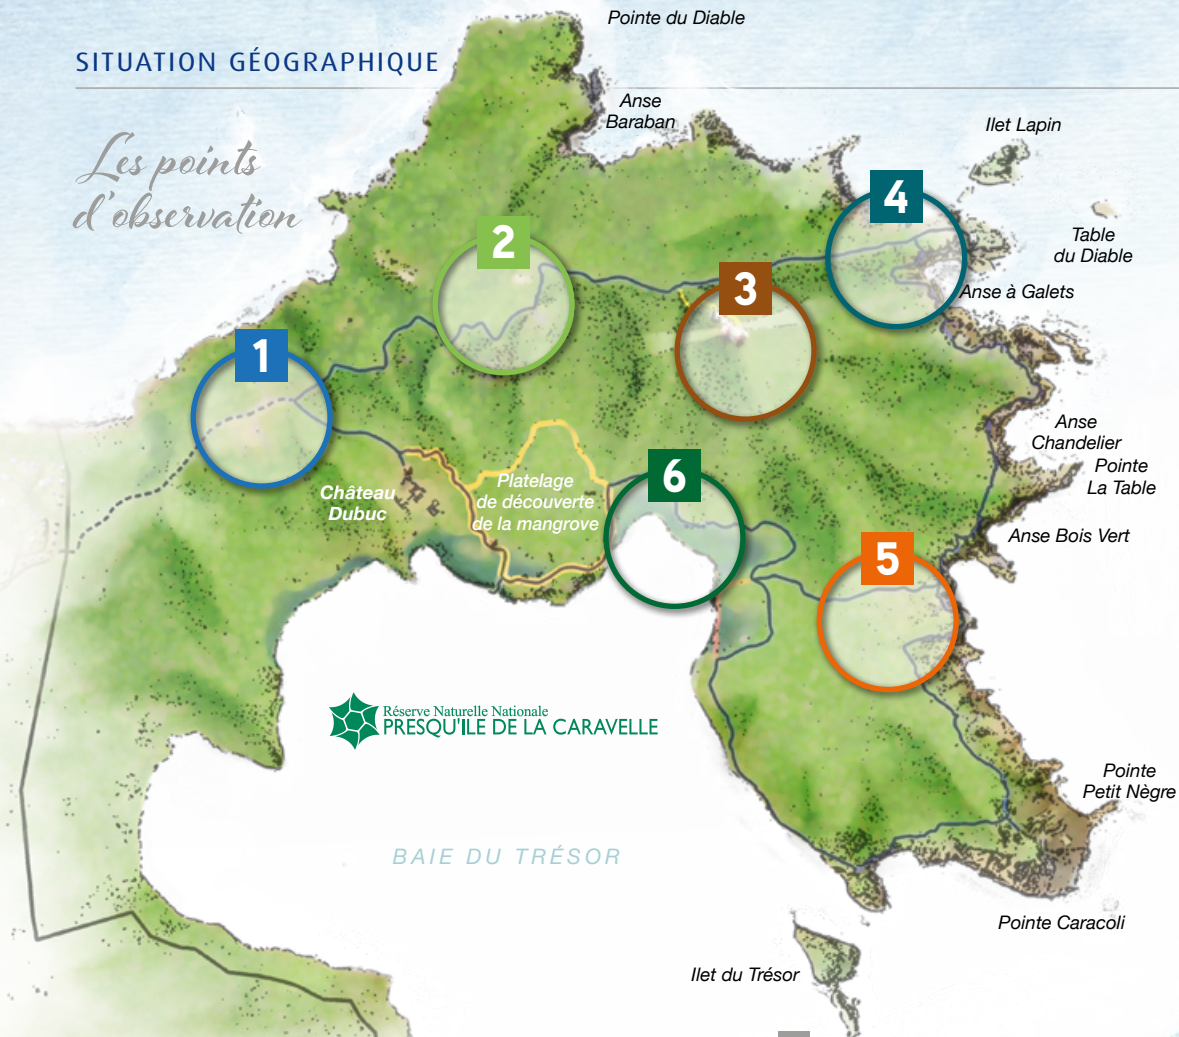 SITUATION GÉOGRAPHIQUE
Les points
d'observation
Pointe du Diable
Anse
Baraban
Ilet Lapin
4
2
Table
du Diable
3
Anse à Galets
1
Anse
Chandelier
Pointe
La Table
6
Château
Dubuc
Platelage
de découverte
de la mangrove
Anse Bois Vert
5
Réserve Naturelle Nationale
PRESQU'ILE DE LA CARAVELLE
Pointe
Petit Nègre
BAIE DU TRÉSOR
Pointe Caracoli
Ilet du Trésor